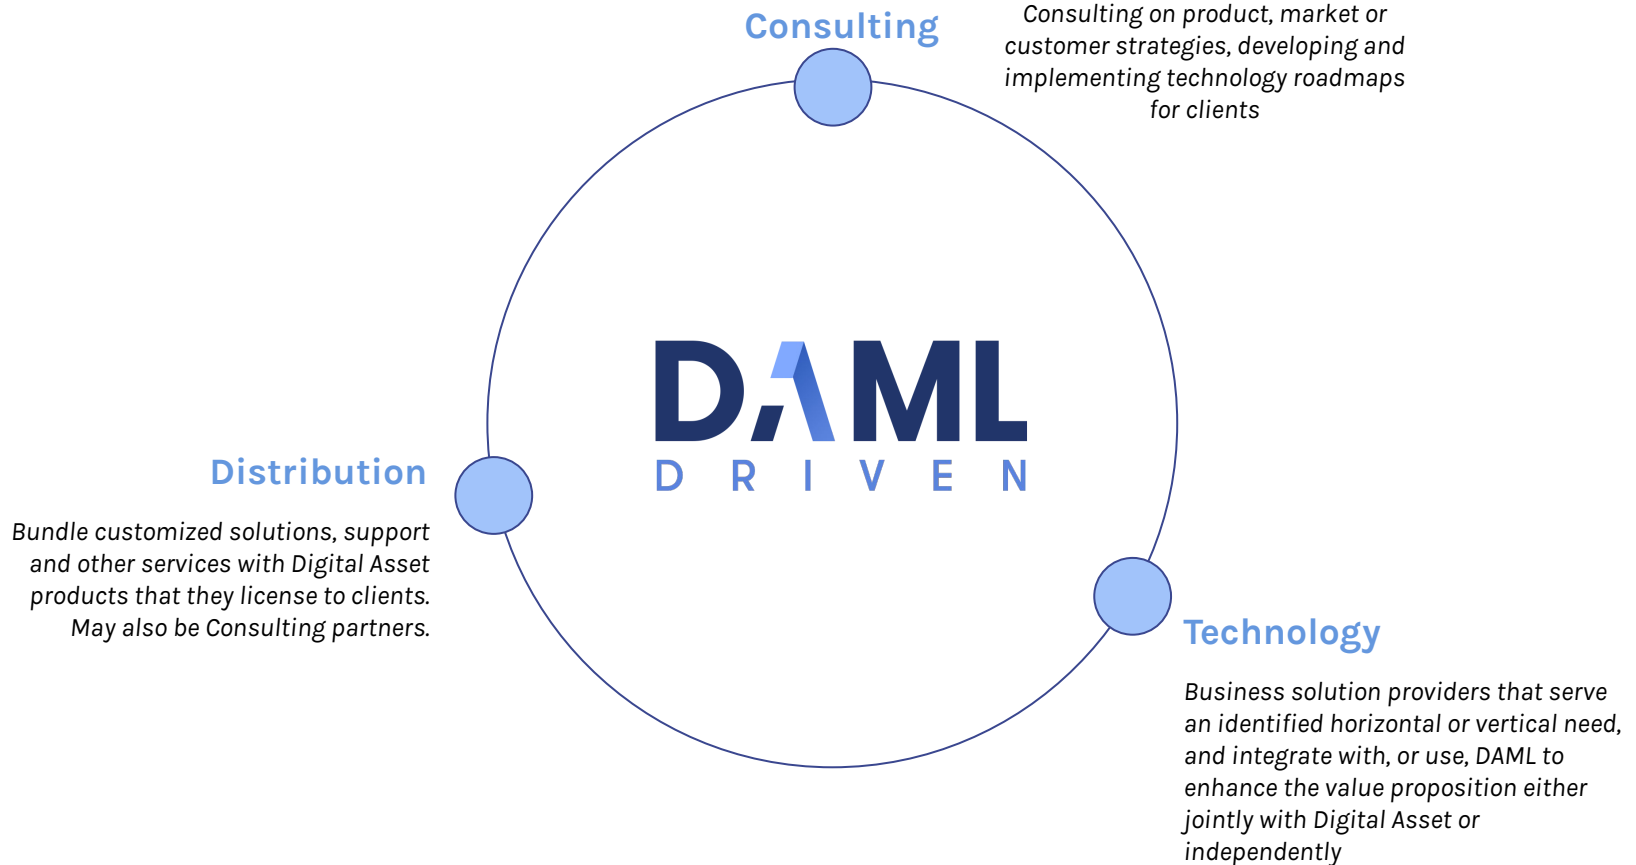 Consulting
Consulting on product, market or
customer strategies, developing and
implementing technology roadmaps
for clients
DAML
DRIVEN
Distribution
Bundle customized solutions, support
and other services with Digital Asset
products that they license to clients.
May also be Consulting partners.
Technology
Business solution providers that serve
an identified horizontal or vertical need,
and integrate with, or use, DAML to
enhance the value proposition either
jointly with Digital Asset or
independently